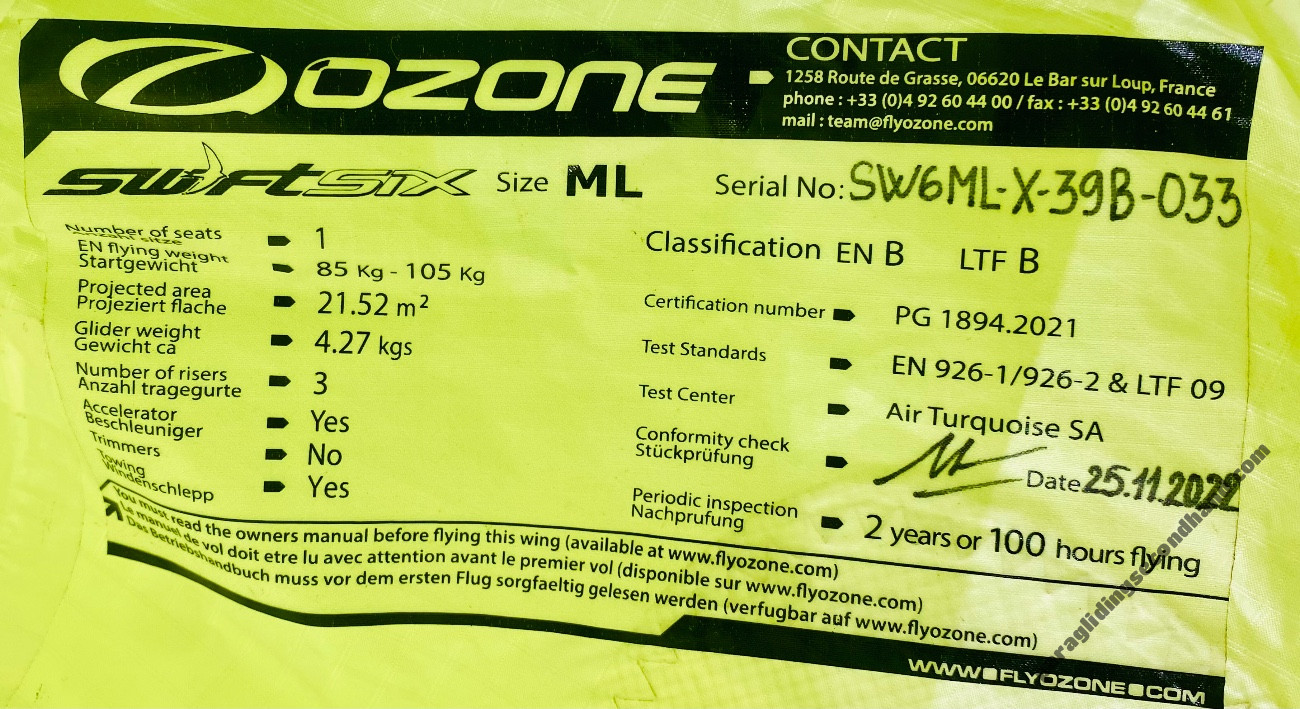 OZONE
CONTACT
1258 Route de Grasse, 06620 Le Bar sur Loup, France
phone : +33 (0)4 92 60 44 00 / fax : +33 (0)4 92 60 44 61
mail : team@flyozone.com
SWIFTSIX Size ML Serial No: SW6ML-X-39B-033
Number of seats 1
Anzahl sitze
EN flying weight
Startgewicht 85 Kg - 105 Kg
Projected area
Projeziert flache 21.52 m²
Glider weight
Gewicht ca 4.27 kgs
Number of risers
Anzahl tragegurte 3
Accelerator
Beschleuniger Yes
Trimmers No
Towing
Windenschlepp Yes
Classification EN B LTF B
Certification number PG 1894.2021
Test Standards EN 926-1/926-2 & LTF 09
Test Center Air Turquoise SA
Conformity check
Stückprüfung Date 25.11.2022
Periodic inspection
Nachprufung 2 years or 100 hours flying
You must read the owners manual before flying this wing (available at www.flyozone.com)
Le manuel de vol doit etre lu avec attention avant le premier vol (disponible sur www.flyozone.com)
Das Betriebshandbuch muss vor dem ersten Flug sorgfaeltig gelesen werden (verfugbar auf www.flyozone.com)
WWW.FLYOZONE.COM